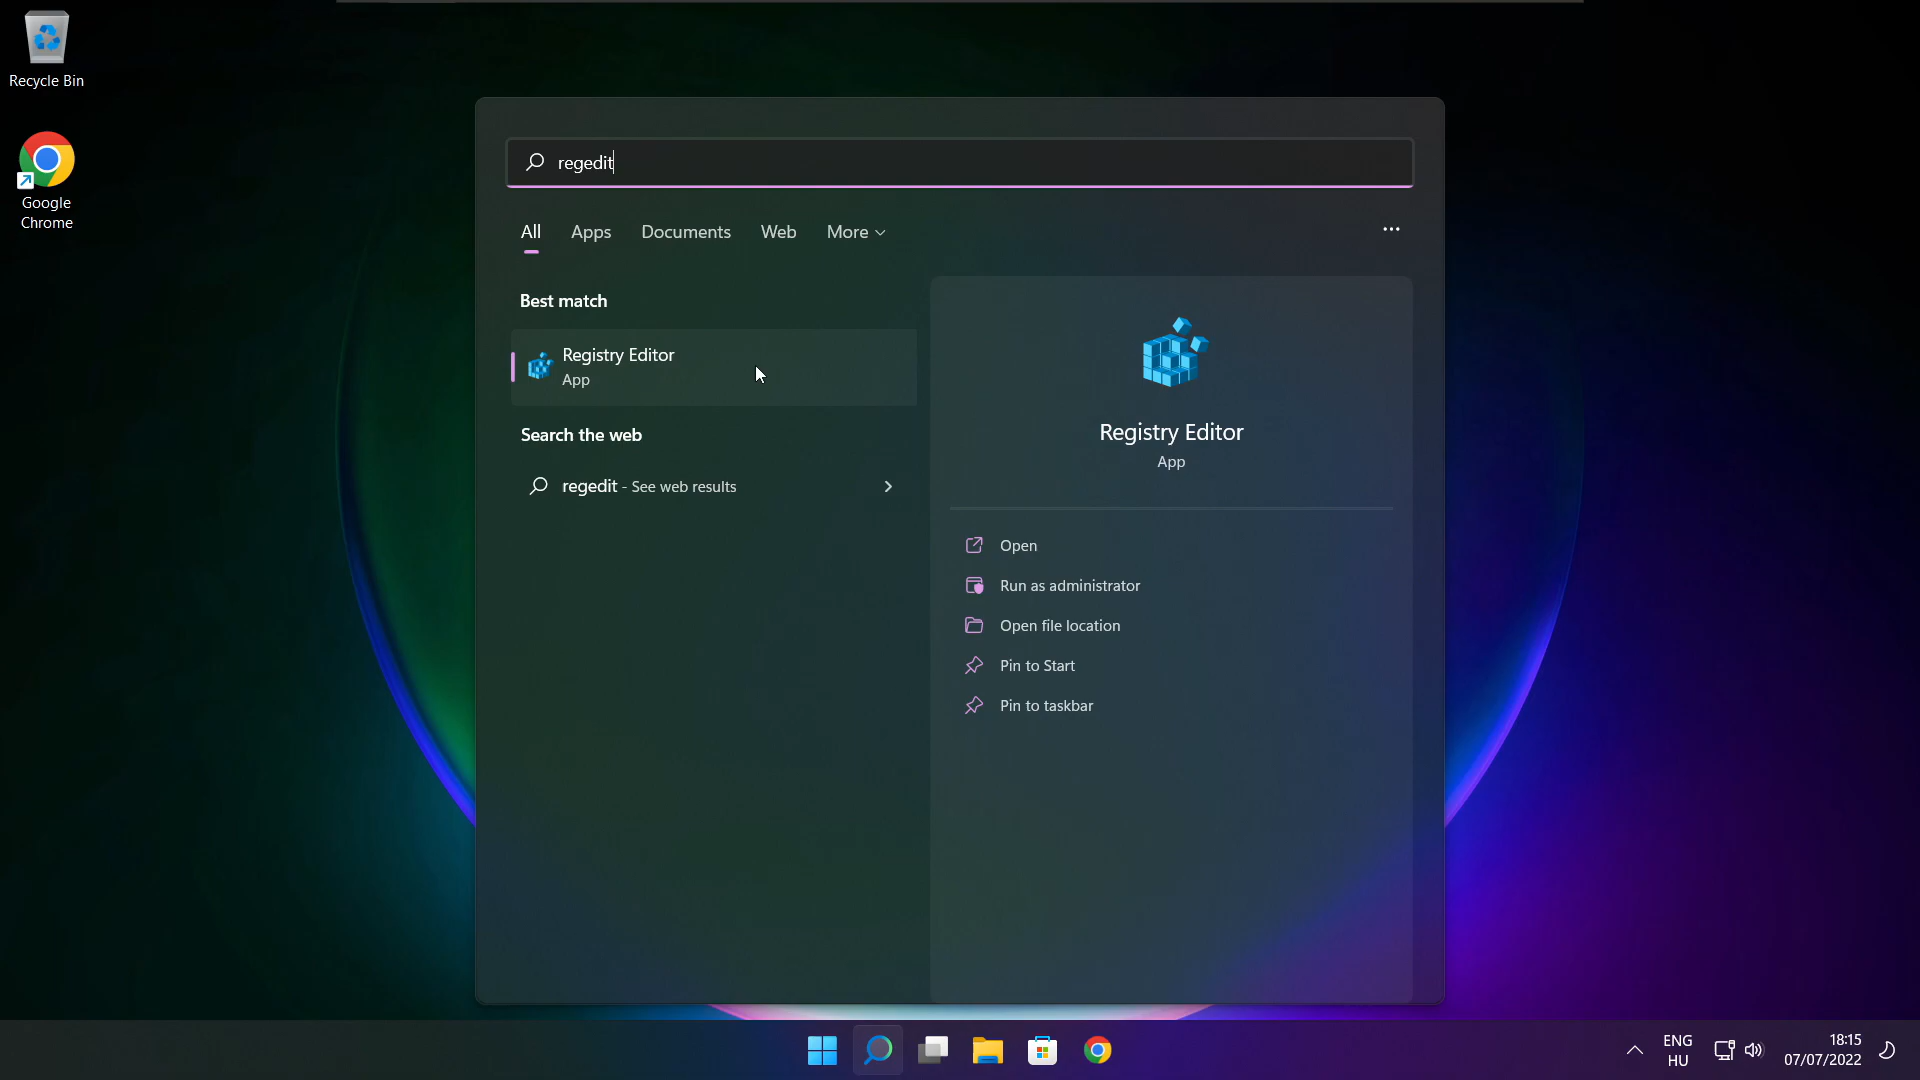 Recycle Bin
Google
Chrome
regedit
All Apps Documents Web More
Best match
Registry Editor
App
Search the web
regedit - See web results
Registry Editor
App
Open
Run as administrator
Open file location
Pin to Start
Pin to taskbar
ENG
HU
18:15
07/07/2022